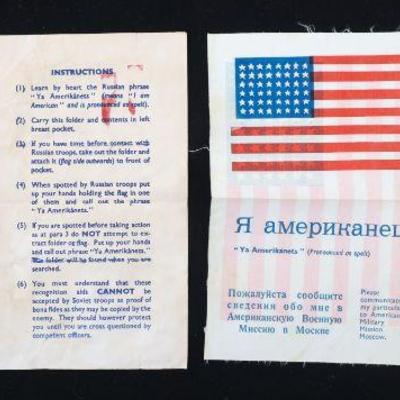 INSTRUCTIONS
(1) Learn by heart the Russian phrase
"Ya Amerikánets" (means "I am
American" and is pronounced as spelt).
(2) Carry this folder and contents in left
breast pocket.
(3) If you have time before contact with
Russian troops, take out the folder and
attach it (flag side outwards) to front of
pocket.
(4) When spotted by Russian troops put
up your hands holding the flag in one
of them and call out the phrase
"Ya Amerikánets."
(5) If you are spotted before taking action
as at para 3 do NOT attempt to ex-
tract folder or flag. Put up your hands
and call out phrase "Ya Amerikánets."
The folder will be found when you are
searched.
(6) You must understand that these
recognition aids CANNOT be
accepted by Soviet troops as proof of
bona fides as they may be copied by the
enemy. They should however protect
you until you are cross questioned by
competent officers.
Я американец
"Ya Amerikánets" (Pronounced as spelt)
Пожалуйста сообщите
сведения обо мне в
Американскую Военную
Миссию в Москве
Please
communicate
my particulars
to American
Military
Mission
Moscow.